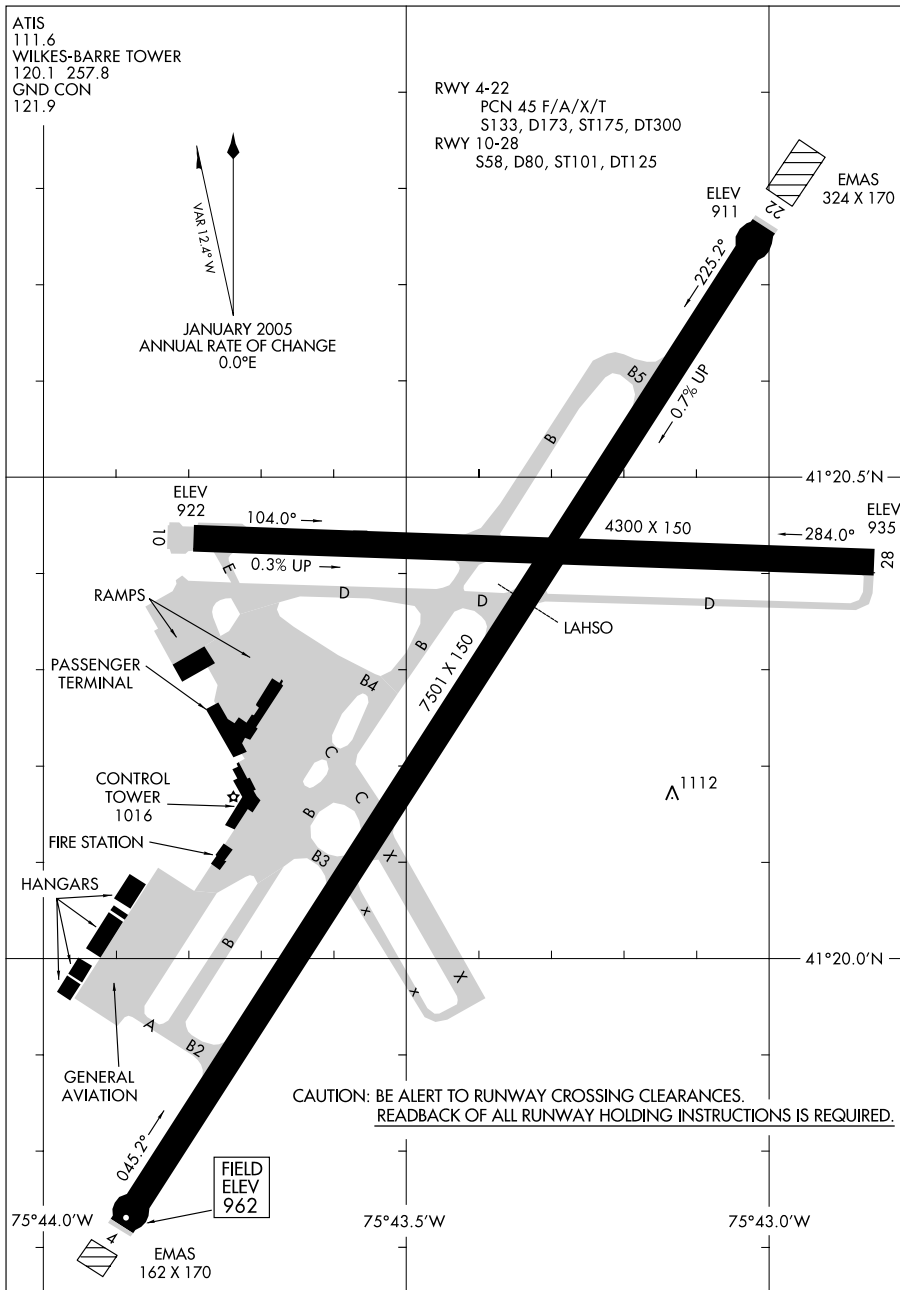 ATIS
111.6
WILKES-BARRE TOWER
120.1 257.8
GND CON
121.9
RWY 4-22
PCN 45 F/A/X/T
S133, D173, ST175, DT300
RWY 10-28
S58, D80, ST101, DT125
VAR 12.4° W
JANUARY 2005
ANNUAL RATE OF CHANGE
0.0°E
ELEV
911
22
EMAS
324 X 170
225.2°
0.7% UP
B5
B
41°20.5'N
ELEV
922
10
104.0°
0.3% UP
4300 X 150
284.0°
ELEV
935
28
E
D
D
D
LAHSO
RAMPS
PASSENGER
TERMINAL
B
B4
7501 X 150
C
C
CONTROL
TOWER
1016
1112
B
B3
FIRE STATION
X
HANGARS
X
B
41°20.0'N
X
X
A
B2
GENERAL
AVIATION
CAUTION: BE ALERT TO RUNWAY CROSSING CLEARANCES.
READBACK OF ALL RUNWAY HOLDING INSTRUCTIONS IS REQUIRED.
045.2°
FIELD
ELEV
962
75°44.0'W
75°43.5'W
75°43.0'W
4
EMAS
162 X 170